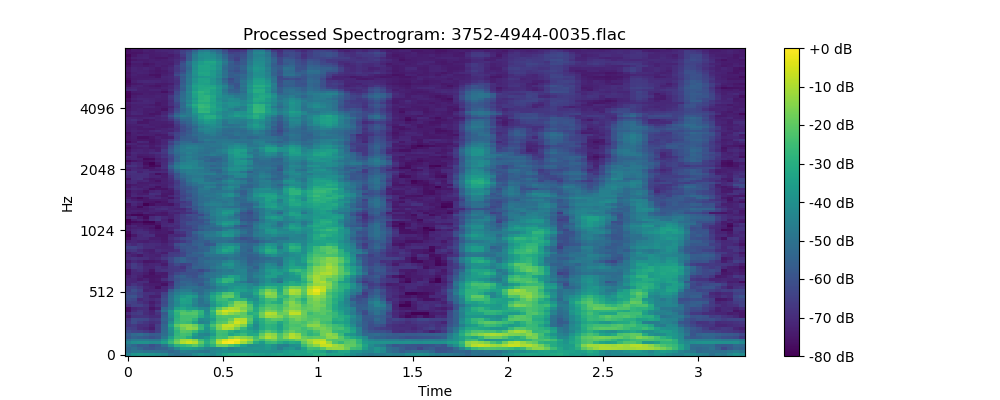 Processed Spectrogram: 3752-4944-0035.flac
4096
2048
1024
512
0
Hz
0
0.5
1
1.5
2
2.5
3
Time
+0 dB
-10 dB
-20 dB
-30 dB
-40 dB
-50 dB
-60 dB
-70 dB
-80 dB